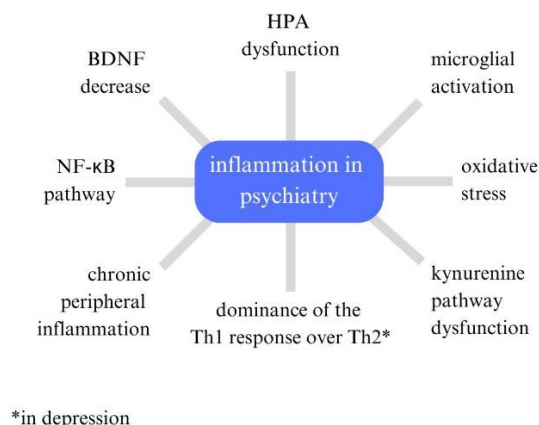 HPA
dysfunction
BDNF
decrease
microglial
activation
NF-κB
pathway
inflammation in
psychiatry
oxidative
stress
chronic
peripheral
inflammation
dominance of the
Th1 response over Th2*
kynurenine
pathway
dysfunction
*in depression